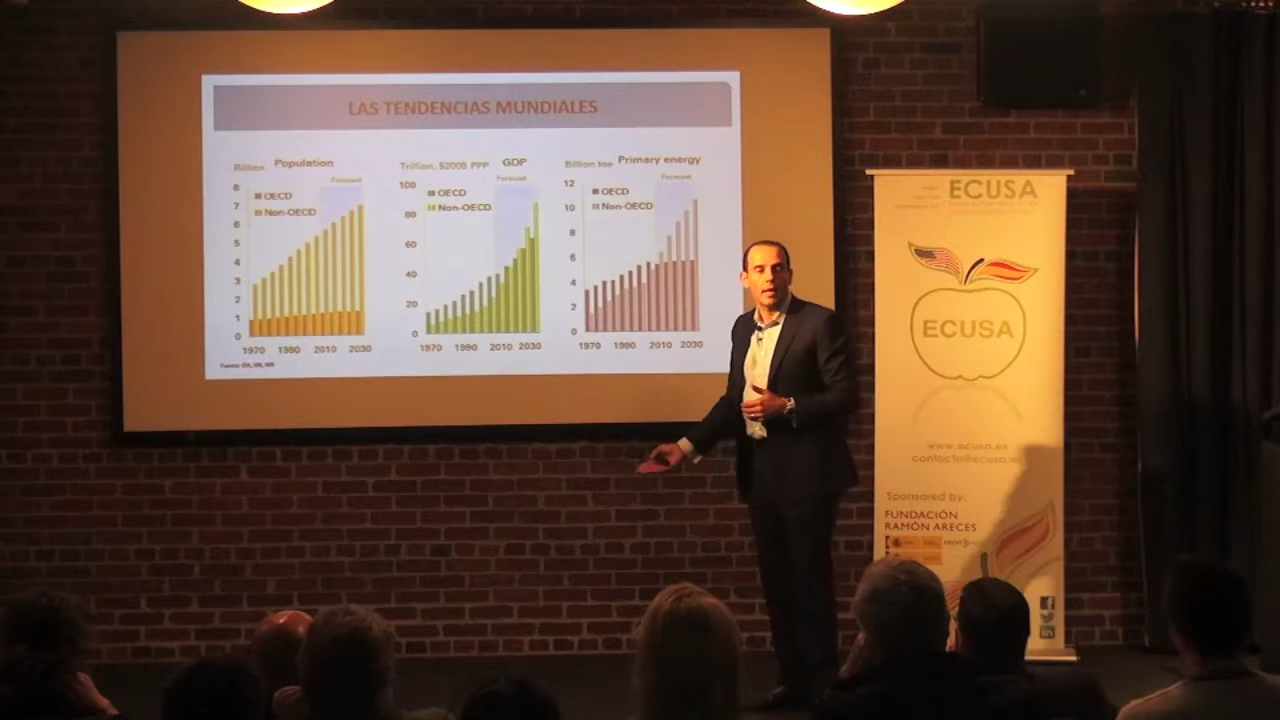 LAS TENDENCIAS MUNDIALES
Billion Population
Forecast
8
7
6
5
4
3
2
1
0
OECD
Non-OECD
1970 1990 2010 2030
Trillion, $2009 PPP GDP
Forecast
100
80
60
40
20
0
OECD
Non-OECD
1970 1990 2010 2030
Billion toe Primary energy
Forecast
12
10
8
6
4
2
0
OECD
Non-OECD
1970 1990 2010 2030
ECUSA
ECUSA
www.ecusa.es
Sponsored by:
FUNDACIÓN
RAMÓN ARECES